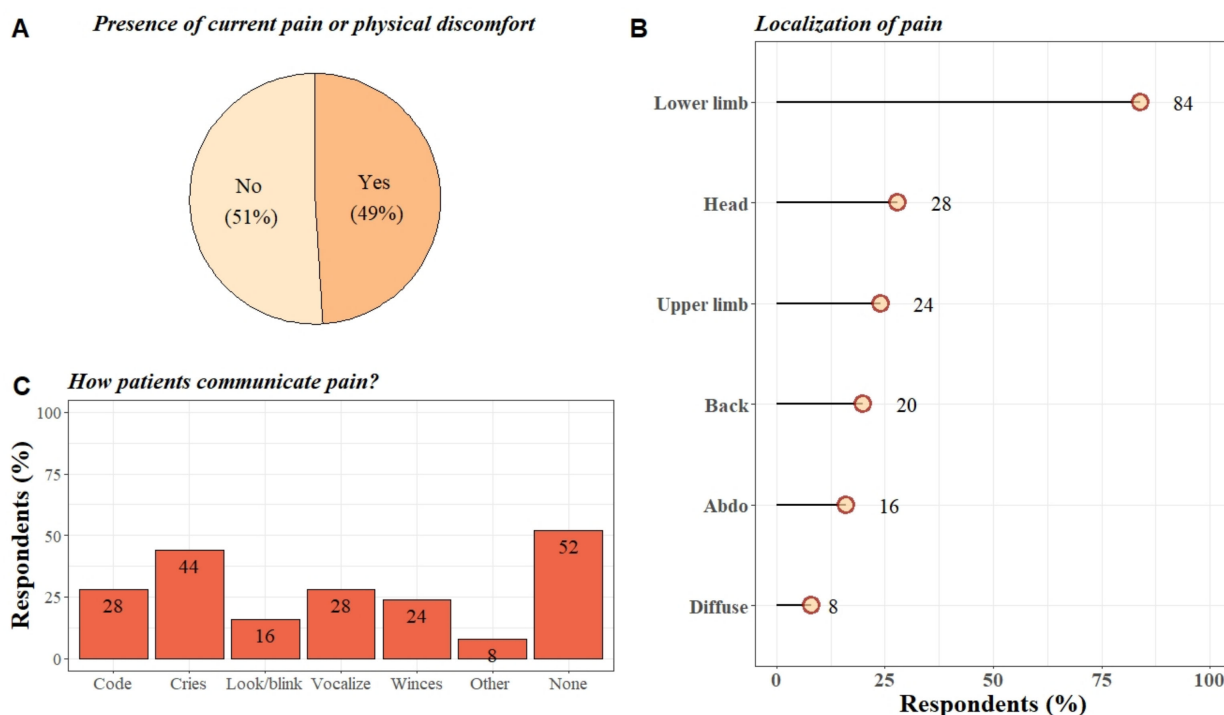 A
Presence of current pain or physical discomfort
No
(51%)
Yes
(49%)
B
Localization of pain
Lower limb
84
Head
28
Upper limb
24
Back
20
Abdo
16
Diffuse
8
0
25
50
75
100
Respondents (%)
C
How patients communicate pain?
Respondents (%)
100
75
50
25
0
28
44
16
28
24
8
52
Code
Cries
Look/blink
Vocalize
Winces
Other
None